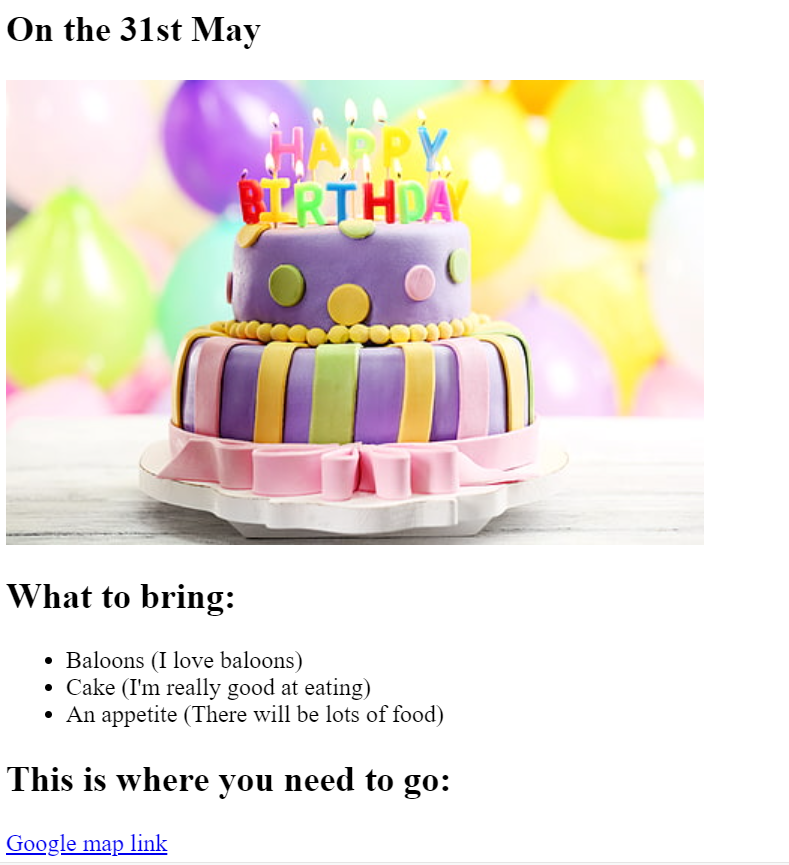 On the 31st May
HAPPY
BIRTHDAY
What to bring:
Baloons (I love baloons)
Cake (I'm really good at eating)
An appetite (There will be lots of food)
This is where you need to go:
Google map link